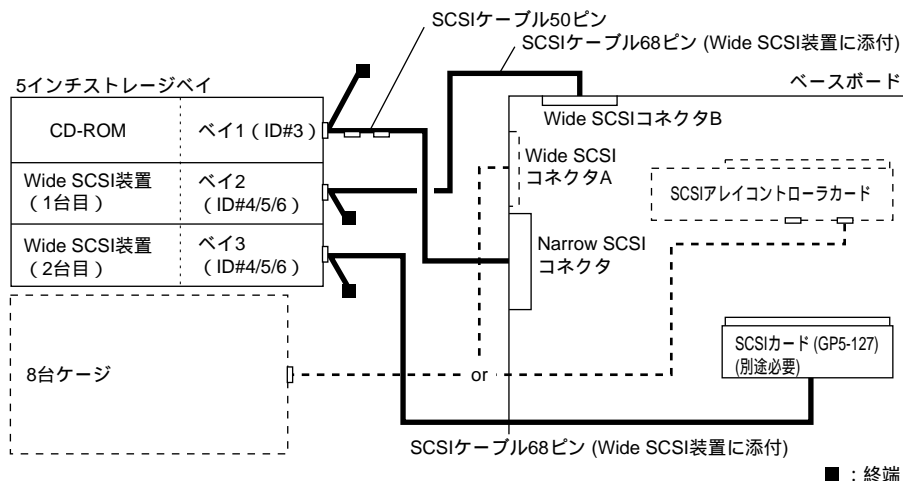 SCSIケーブル50ピン
SCSIケーブル68ピン (Wide SCSI装置に添付)
5インチストレージベイ
ベースボード
CD-ROM
ベイ1(ID#3)
Wide SCSIコネクタB
Wide SCSI
コネクタA
Wide SCSI装置
(1台目)
ベイ2
(ID#4/5/6)
SCSIアレイコントローラカード
Wide SCSI装置
(2台目)
ベイ3
(ID#4/5/6)
Narrow SCSI
コネクタ
8台ケージ
or
SCSIカード (GP5-127)
(別途必要)
SCSIケーブル68ピン (Wide SCSI装置に添付)
■:終端